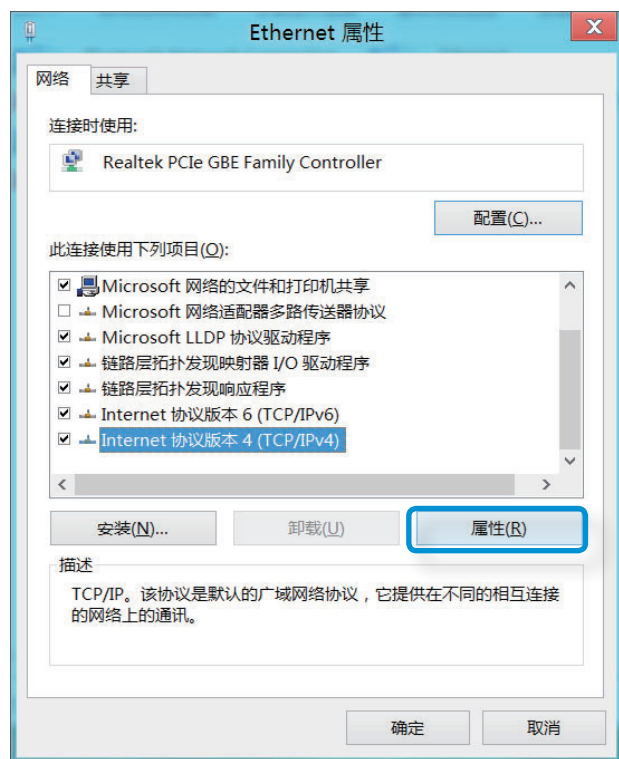 Ethernet 属性
X
网络 共享
连接时使用:
Realtek PCIe GBE Family Controller
配置(C)...
此连接使用下列项目(O):
Microsoft 网络的文件和打印机共享
Microsoft 网络适配器多路传送器协议
Microsoft LLDP 协议驱动程序
链路层拓扑发现映射器 I/O 驱动程序
链路层拓扑发现响应程序
Internet 协议版本 6 (TCP/IPv6)
Internet 协议版本 4 (TCP/IPv4)
安装(N)... 卸载(U) 属性(R)
描述
TCP/IP。该协议是默认的广域网络协议，它提供在不同的相互连接
的网络上的通讯。
确定 取消